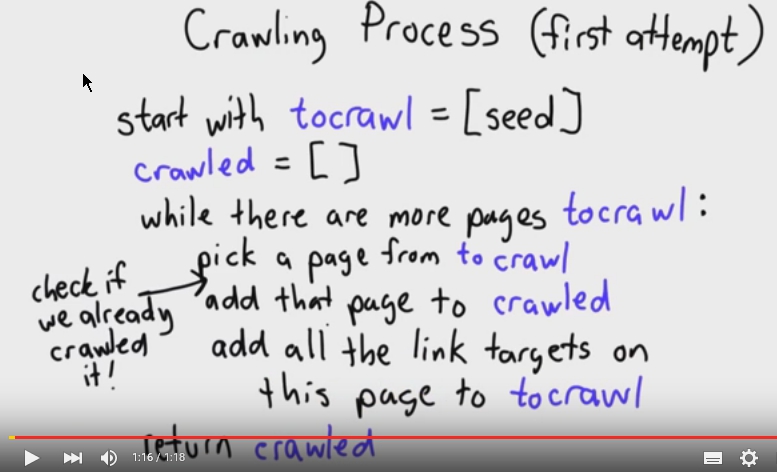 Crawling Process (first attempt)
start with tocrawl = [seed]
crawled = []
while there are more pages tocrawl:
pick a page from to crawl
add that page to crawled
add all the link targets on
this page to tocrawl
return crawled
check if
we already
crawled
it!
1:16 / 1:18